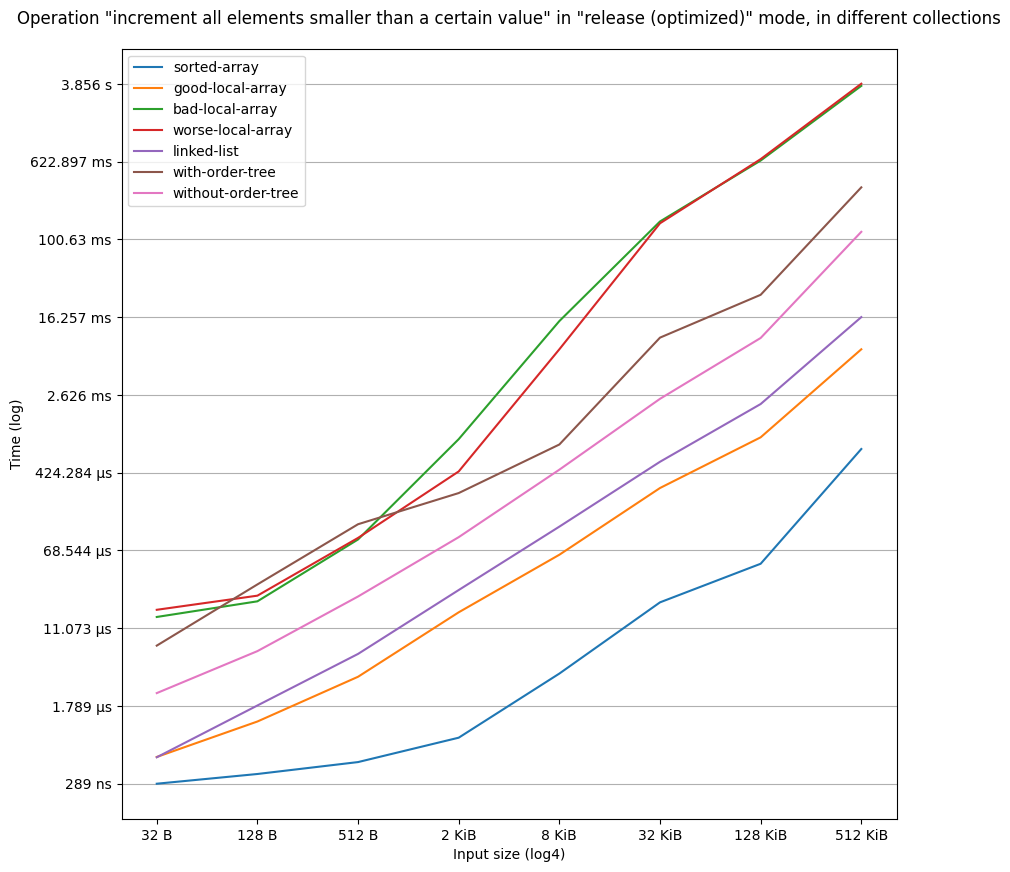 Operation "increment all elements smaller than a certain value" in "release (optimized)" mode, in different collections
sorted-array
good-local-array
bad-local-array
worse-local-array
linked-list
with-order-tree
without-order-tree
3.856 s
622.897 ms
100.63 ms
16.257 ms
2.626 ms
424.284 µs
68.544 µs
11.073 µs
1.789 µs
289 ns
Time (log)
32 B
128 B
512 B
2 KiB
8 KiB
32 KiB
128 KiB
512 KiB
Input size (log4)